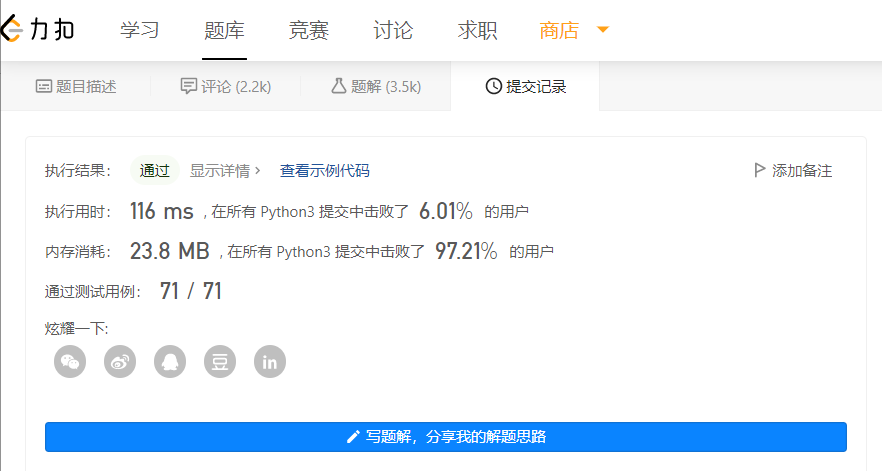 力扣 学习 题库 竞赛 讨论 求职 商店
题目描述 评论 (2.2k) 题解 (3.5k) 提交记录
执行结果： 通过 显示详情 › 查看示例代码 添加备注
执行用时： 116 ms , 在所有 Python3 提交中击败了 6.01% 的用户
内存消耗： 23.8 MB , 在所有 Python3 提交中击败了 97.21% 的用户
通过测试用例： 71 / 71
炫耀一下:
豆 in
写题解，分享我的解题思路